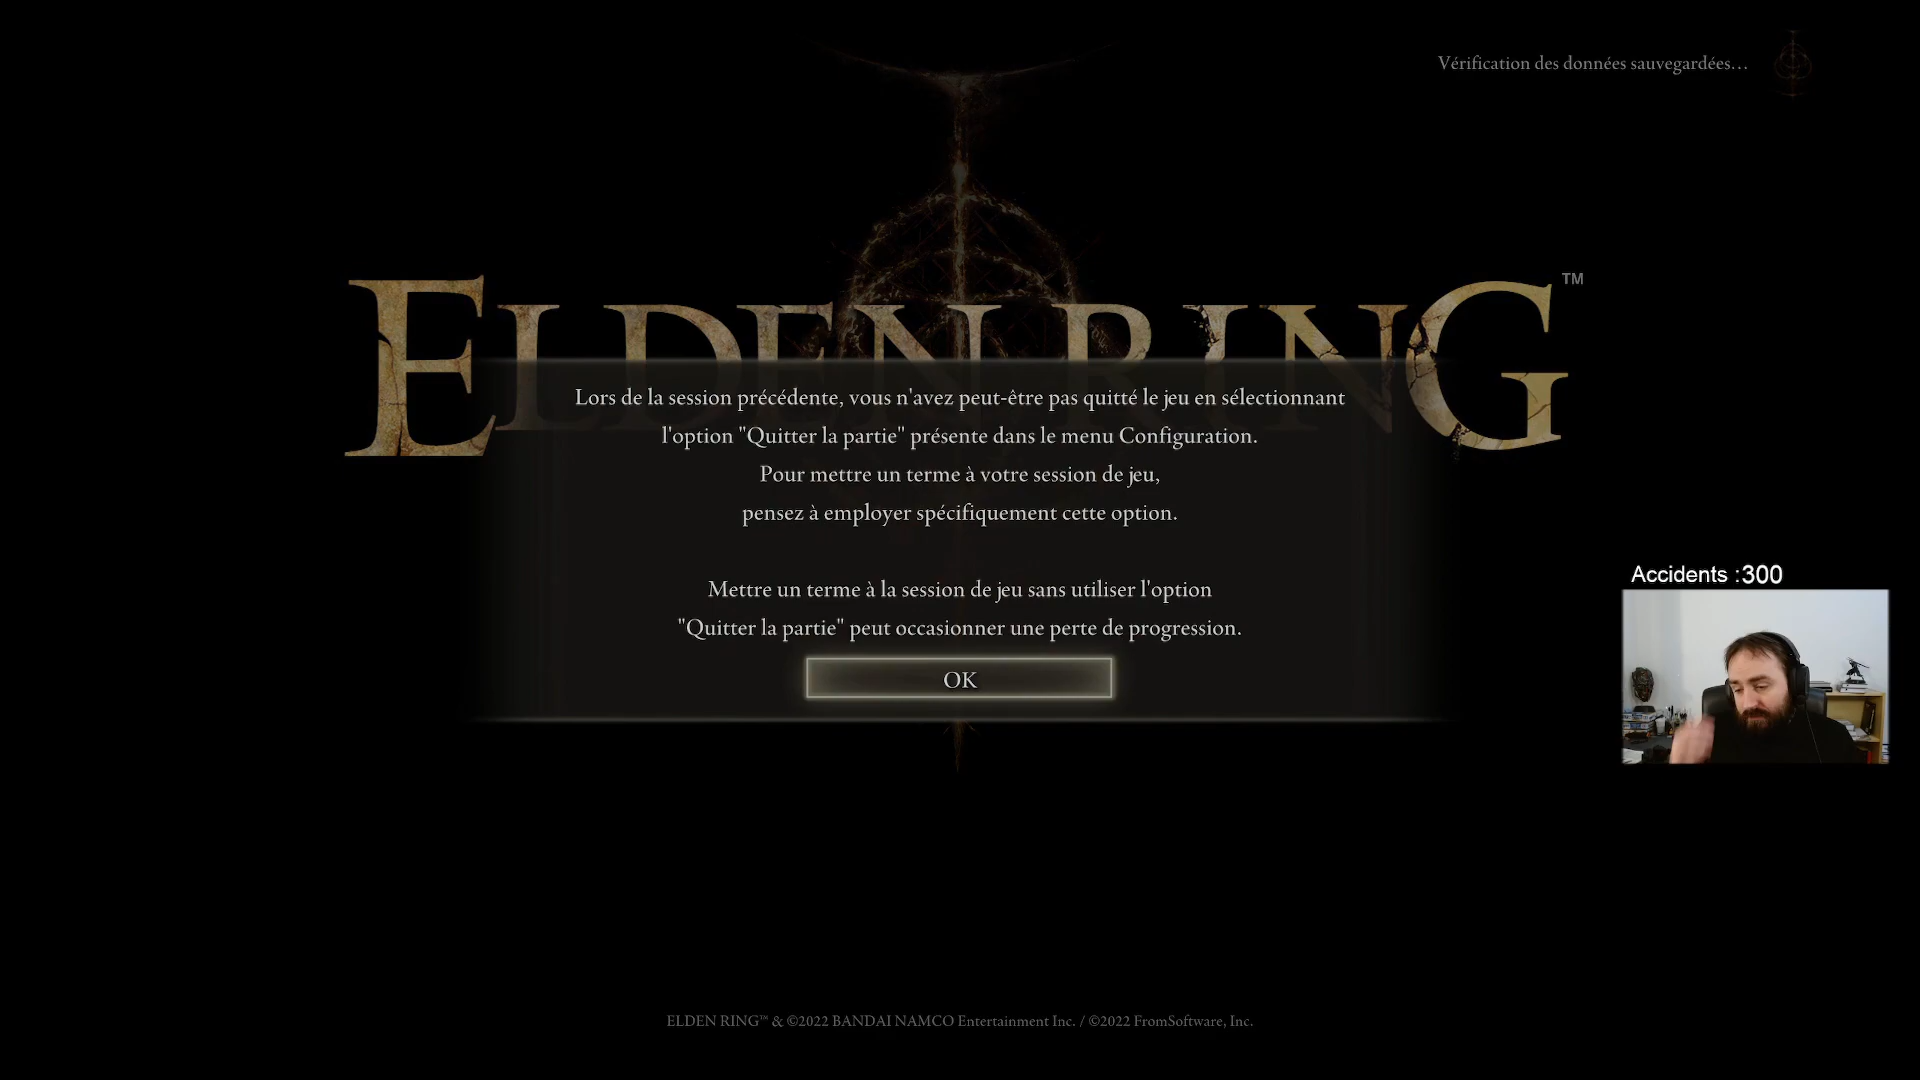 Vérification des données sauvegardées...
ELDEN RING™
Lors de la session précédente, vous n'avez peut-être pas quitté le jeu en sélectionnant
l'option "Quitter la partie" présente dans le menu Configuration.
Pour mettre un terme à votre session de jeu,
pensez à employer spécifiquement cette option.
Mettre un terme à la session de jeu sans utiliser l'option
"Quitter la partie" peut occasionner une perte de progression.
OK
Accidents :300
ELDEN RING™ & ©2022 BANDAI NAMCO Entertainment Inc. / ©2022 FromSoftware, Inc.